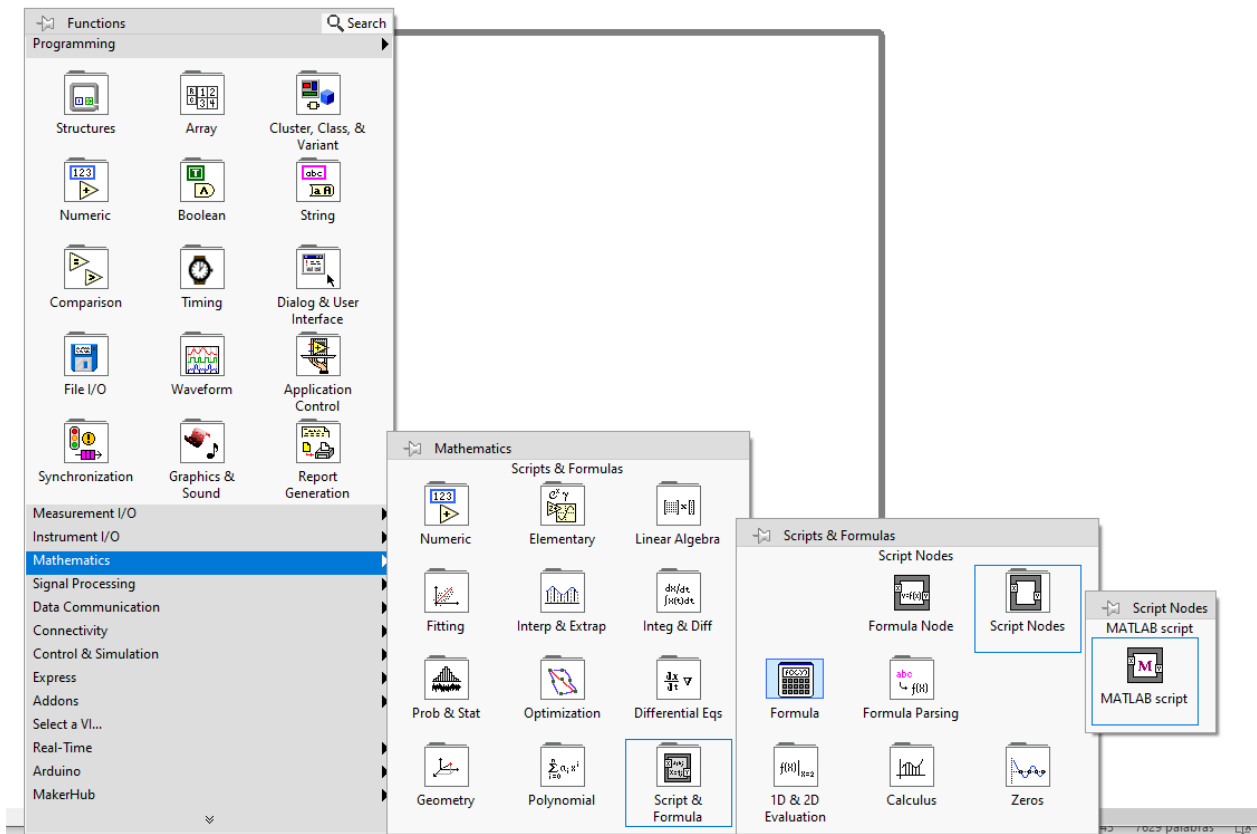 Functions
Search
Programming
Structures
Array
Cluster, Class, &
Variant
Numeric
Boolean
String
Comparison
Timing
Dialog & User
Interface
File I/O
Waveform
Application
Control
Synchronization
Graphics &
Sound
Report
Generation
Measurement I/O
Instrument I/O
Mathematics
Signal Processing
Data Communication
Connectivity
Control & Simulation
Express
Addons
Select a VI...
Real-Time
Arduino
MakerHub
Mathematics
Scripts & Formulas
Numeric
Elementary
Linear Algebra
Fitting
Interp & Extrap
Integ & Diff
Prob & Stat
Optimization
Differential Eqs
Geometry
Polynomial
Script &
Formula
Scripts & Formulas
Script Nodes
Formula Node
Script Nodes
Formula
Formula Parsing
1D & 2D
Evaluation
Calculus
Zeros
Script Nodes
MATLAB script
MATLAB script
7629 palabras